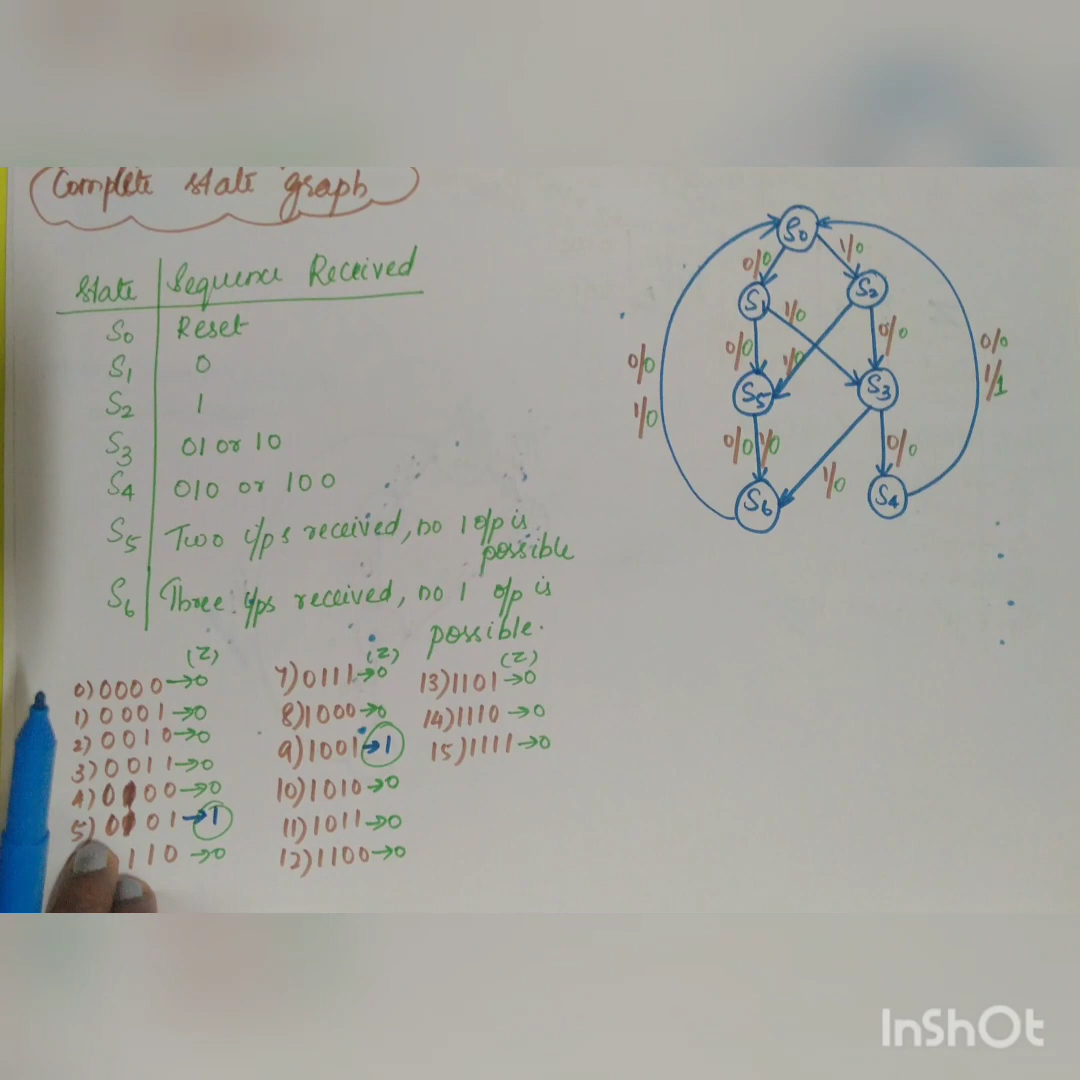 Complete state graph
State Sequence Received
S0 Reset
S1 0
S2 1
S3 01 or 10
S4 010 or 100
S5 Two i/ps received, no 1 o/p is
possible
S6 Three i/ps received, no 1 o/p is
possible.
(Z)
0) 0000→0
1) 0001→0
2) 0010→0
3) 0011→0
4) 0100→0
5) 0101→1
110→0
(Z)
7) 0111→0
8) 1000→0
9) 1001→1
10) 1010→0
11) 1011→0
12) 1100→0
(Z)
13) 1101→0
14) 1110→0
15) 1111→0
S0
0/0 1/0
S1 S2
1/0
0/0 1/0 0/0
S5 S3
0/0 1/0 1/0 0/0
S6 S4
0/0
1/0
0/0
1/1
InShOt